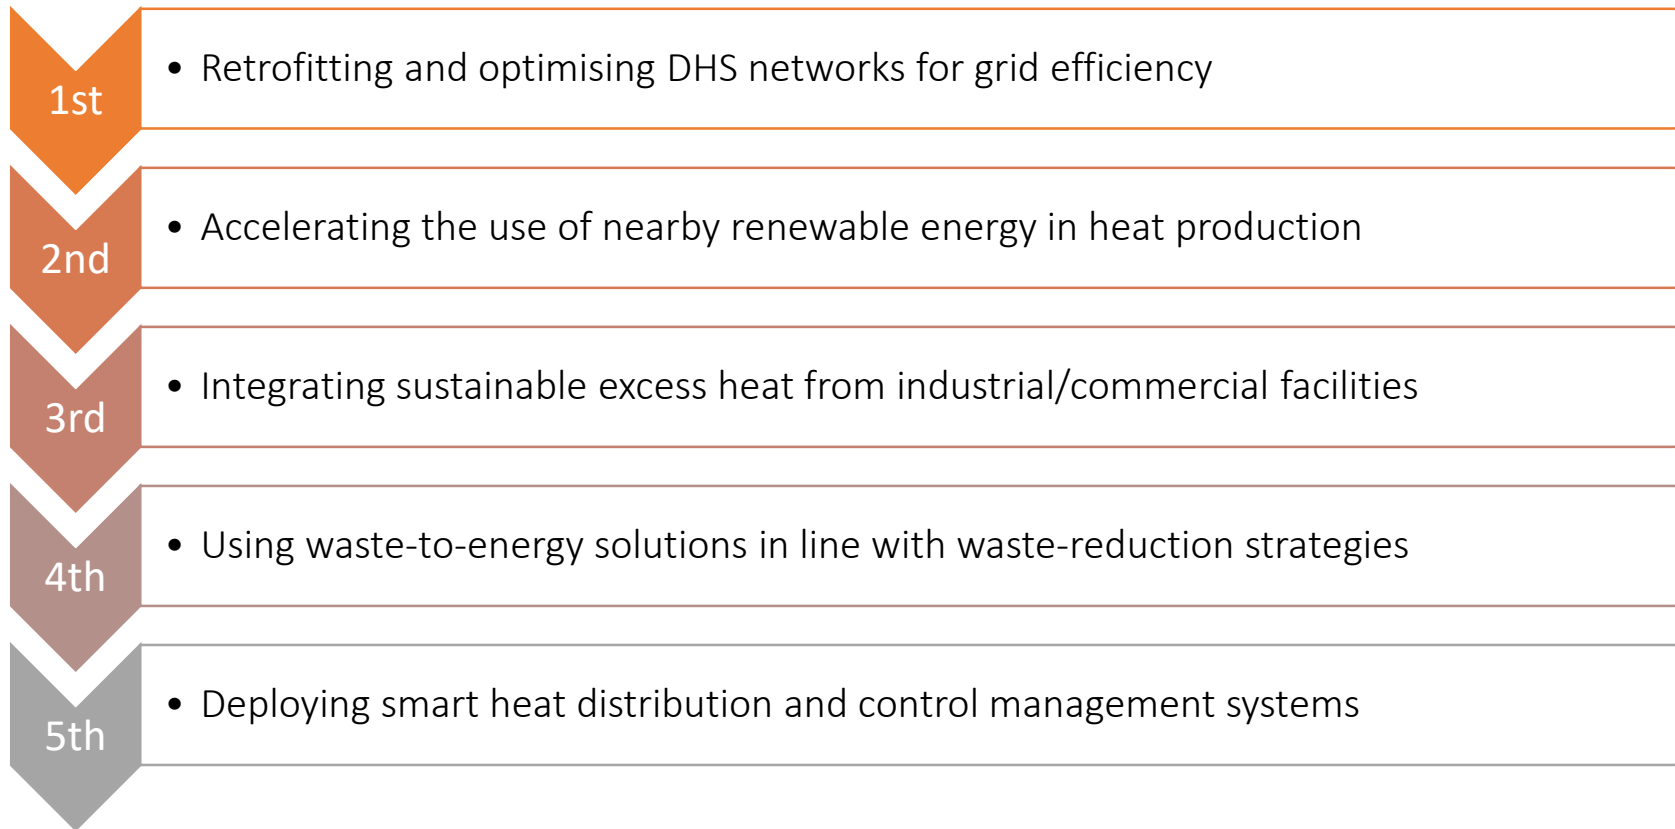 1st
• Retrofitting and optimising DHS networks for grid efficiency
2nd
• Accelerating the use of nearby renewable energy in heat production
3rd
• Integrating sustainable excess heat from industrial/commercial facilities
4th
• Using waste-to-energy solutions in line with waste-reduction strategies
5th
• Deploying smart heat distribution and control management systems